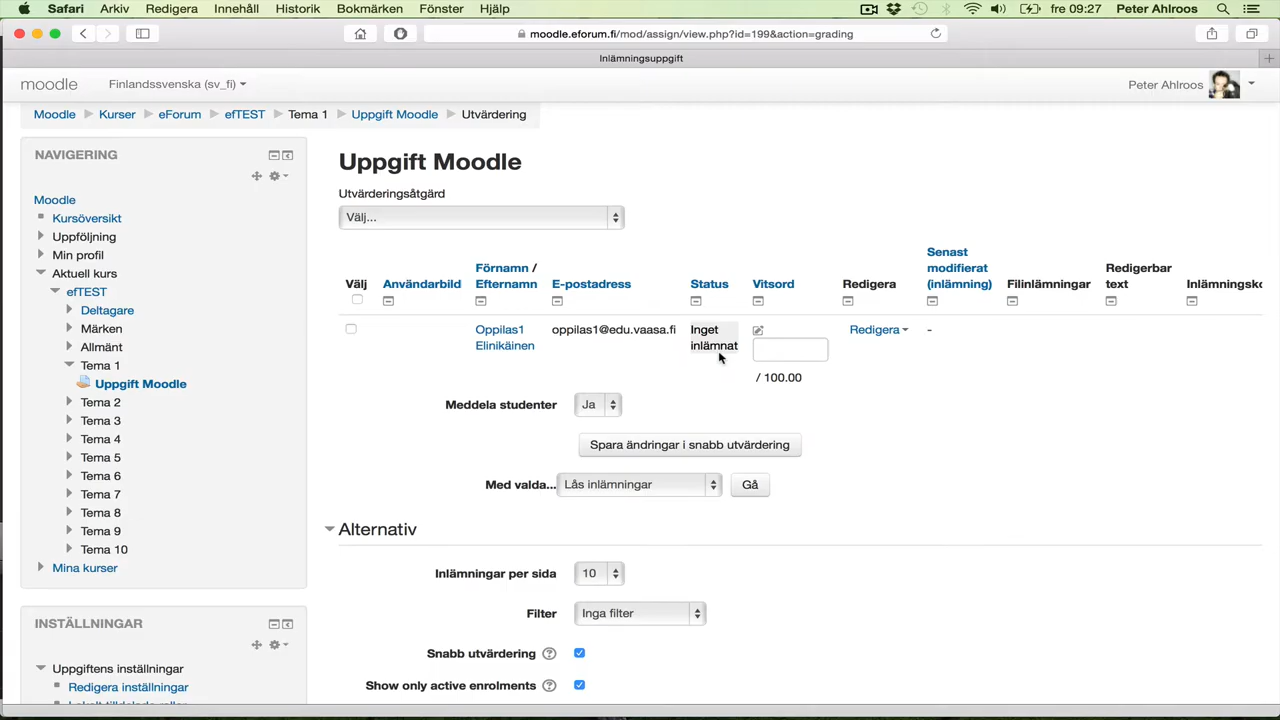 Safari Arkiv Redigera Innehåll Historik Bokmärken Fönster Hjälp fre 09:27 Peter Ahlroos
moodle.eforum.fi/mod/assign/view.php?id=199&action=grading
Inlämningsuppgift
moodle Finlandssvenska (sv_fi) Peter Ahlroos
Moodle Kurser eForum efTEST Tema 1 Uppgift Moodle Utvärdering
NAVIGERING
Moodle
Kursöversikt
Uppföljning
Min profil
Aktuell kurs
efTEST
Deltagare
Märken
Allmänt
Tema 1
Uppgift Moodle
Tema 2
Tema 3
Tema 4
Tema 5
Tema 6
Tema 7
Tema 8
Tema 9
Tema 10
Mina kurser
INSTÄLLNINGAR
Uppgiftens inställningar
Redigera inställningar
Uppgift Moodle
Utvärderingsåtgärd
Välj...
Välj Användarbild Förnamn / Efternamn E-postadress Status Vitsord Redigera Senast modifierat (inlämning) Filinlämningar Redigerbar text Inlämningsko
Oppilas1 Elinikäinen oppilas1@edu.vaasa.fi Inget inlämnat Redigera -
/ 100.00
Meddela studenter Ja
Spara ändringar i snabb utvärdering
Med valda... Lås inlämningar Gå
Alternativ
Inlämningar per sida 10
Filter Inga filter
Snabb utvärdering
Show only active enrolments